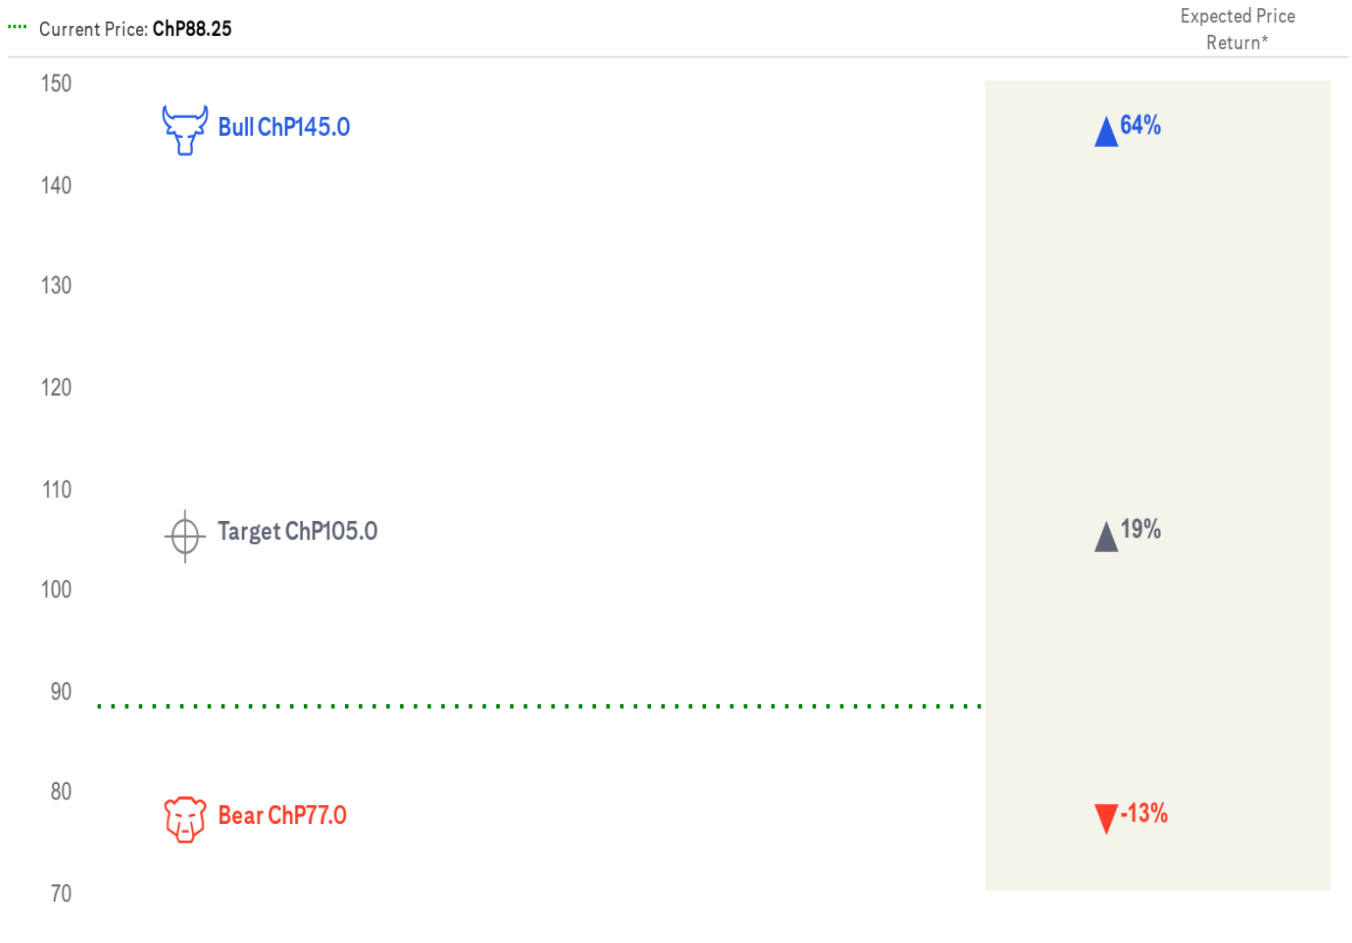 Current Price: ChP88.25
Expected Price
Return*
150
Bull ChP145.0
64%
140
130
120
110
Target ChP105.0
19%
100
90
80
Bear ChP77.0
-13%
70